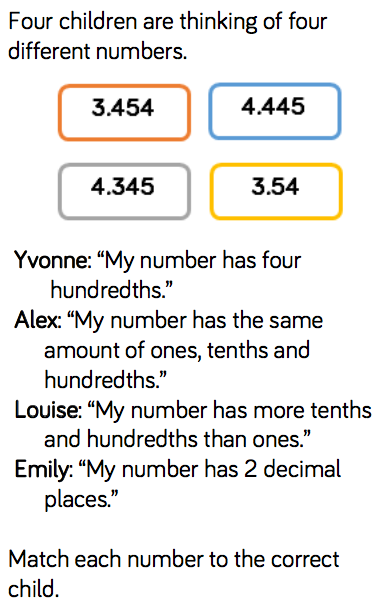 Four children are thinking of four
different numbers.
3.454
4.445
4.345
3.54
Yvonne: “My number has four
hundredths.”
Alex: “My number has the same
amount of ones, tenths and
hundredths.”
Louise: “My number has more tenths
and hundredths than ones.”
Emily: “My number has 2 decimal
places.”
Match each number to the correct
child.